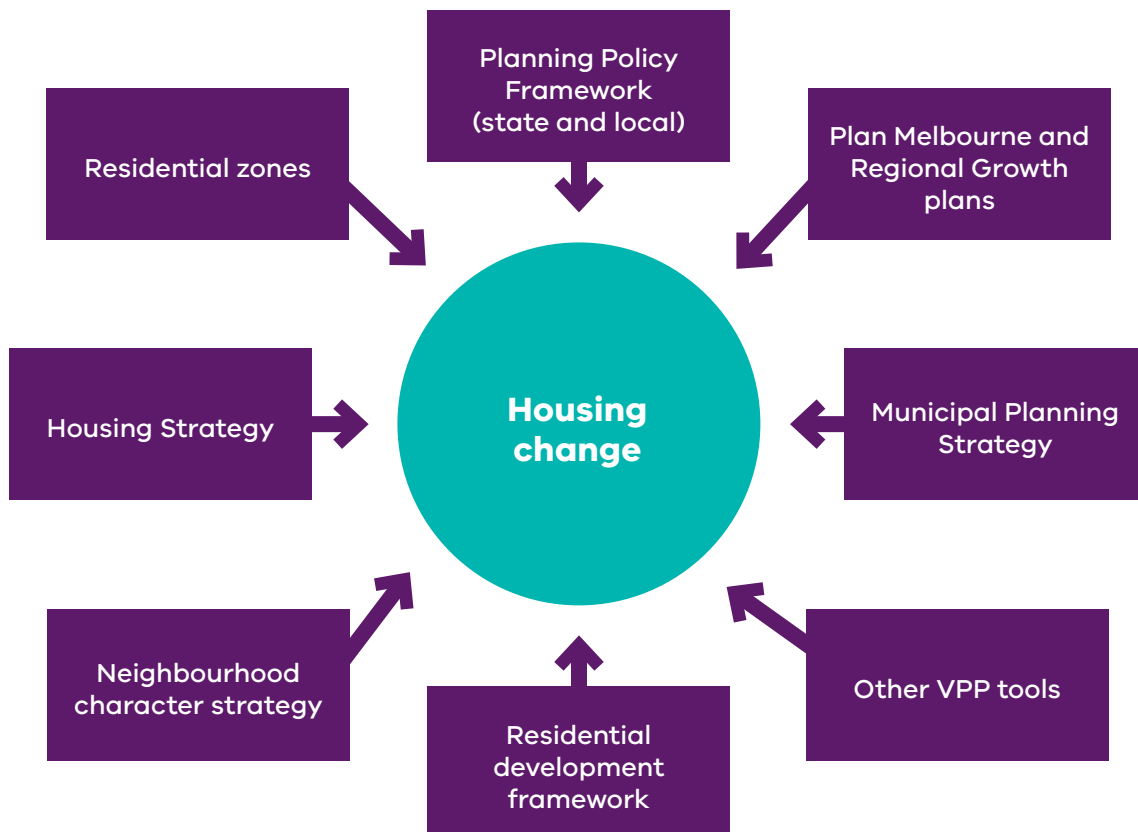 Planning Policy
Framework
(state and local)
Residential zones
Plan Melbourne and
Regional Growth
plans
Housing Strategy
Housing
change
Municipal Planning
Strategy
Neighbourhood
character strategy
Residential
development
framework
Other VPP tools